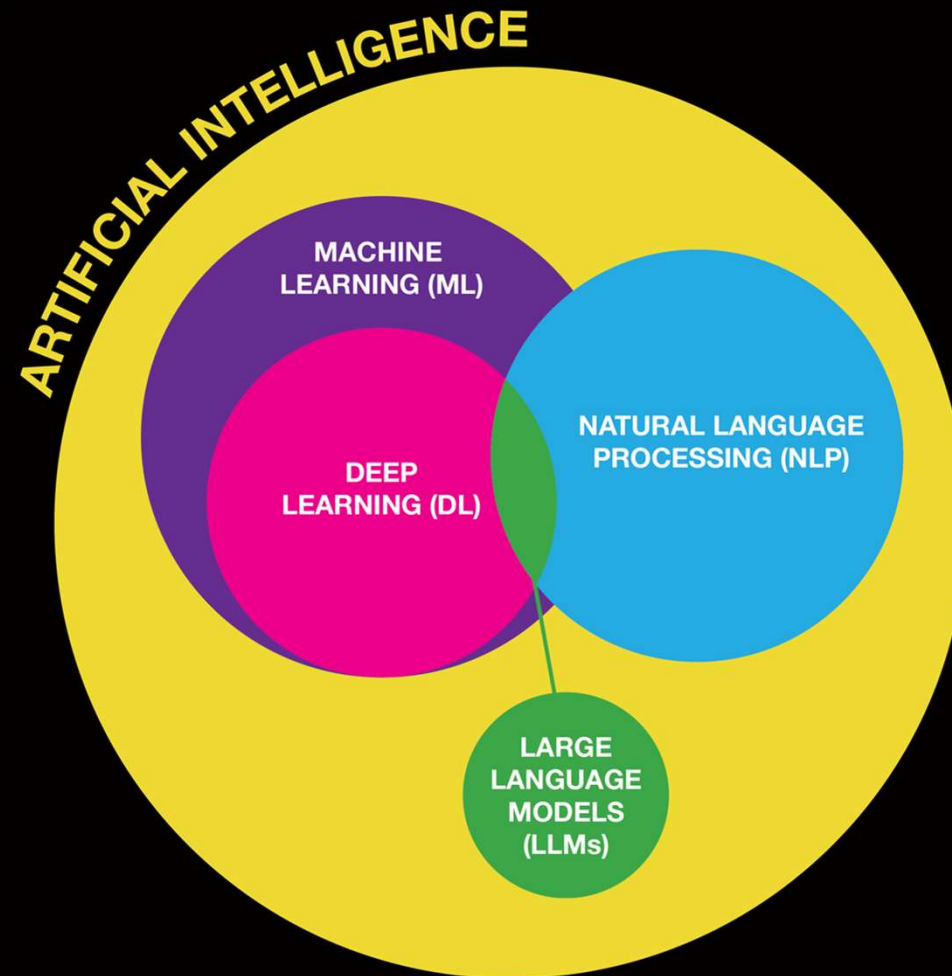 ARTIFICIAL INTELLIGENCE
MACHINE
LEARNING (ML)
DEEP
LEARNING (DL)
NATURAL LANGUAGE
PROCESSING (NLP)
LARGE
LANGUAGE
MODELS
(LLMs)